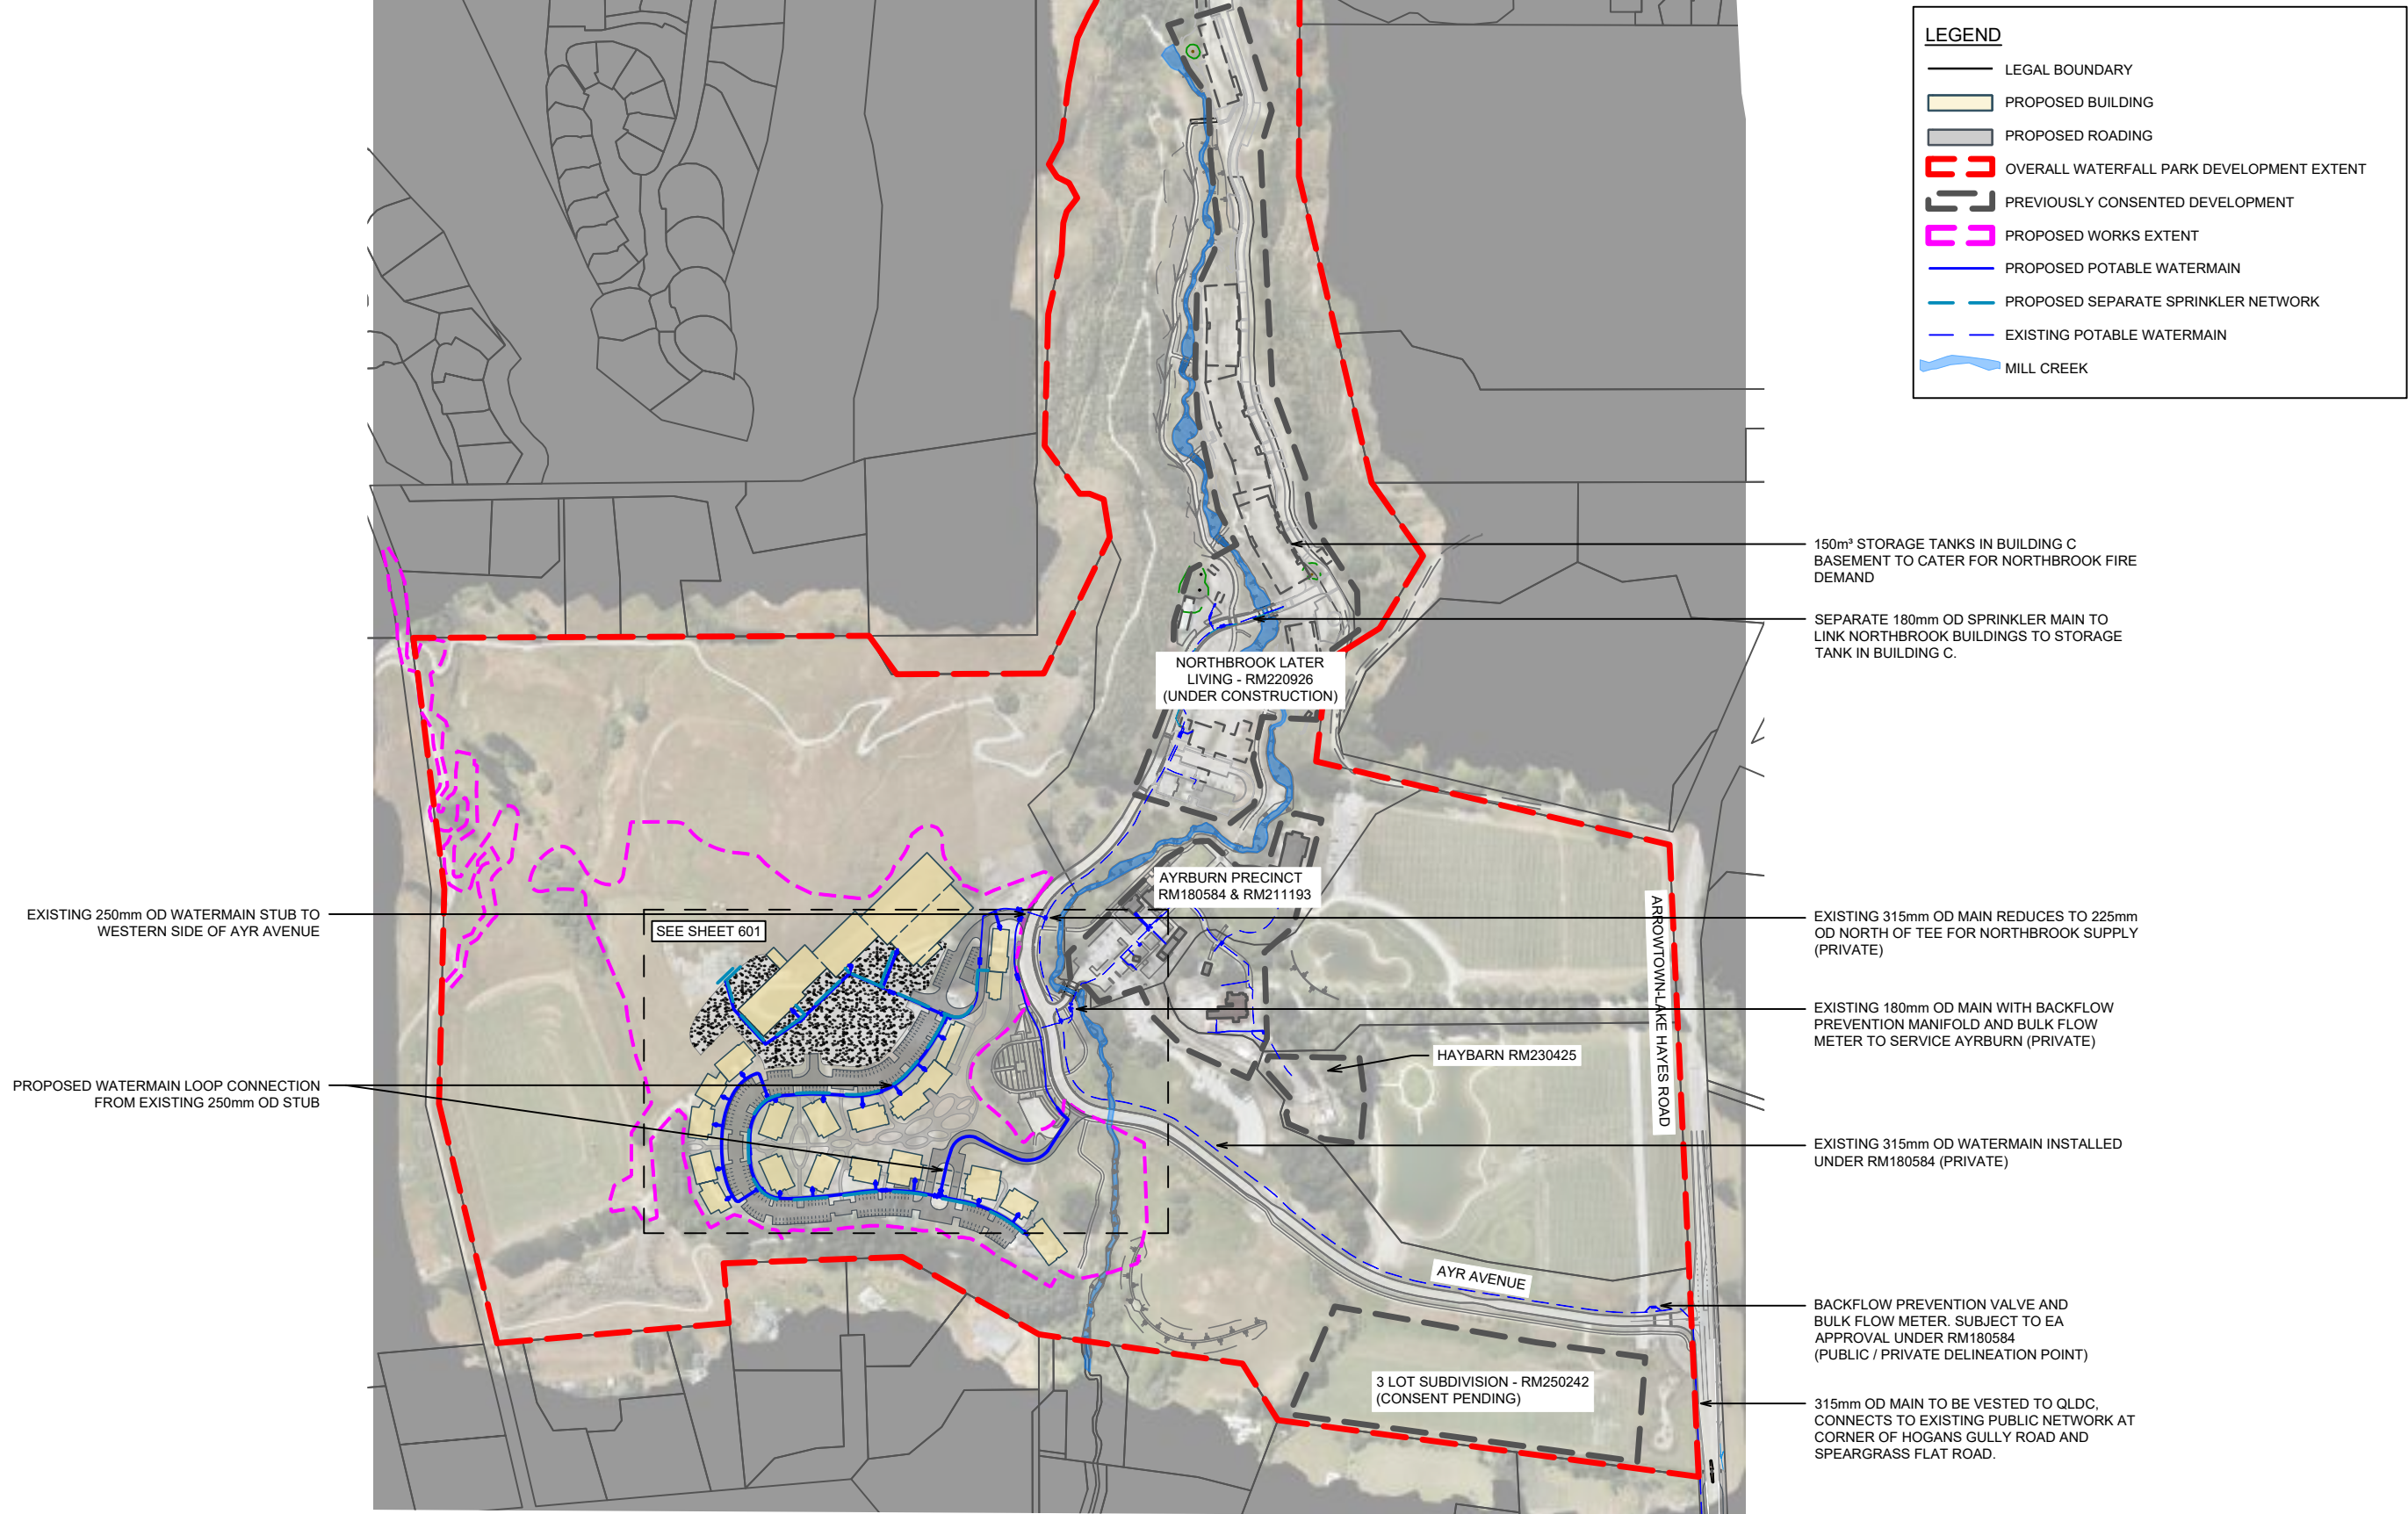 LEGEND
LEGAL BOUNDARY
PROPOSED BUILDING
PROPOSED ROADING
OVERALL WATERFALL PARK DEVELOPMENT EXTENT
PREVIOUSLY CONSENTED DEVELOPMENT
PROPOSED WORKS EXTENT
PROPOSED POTABLE WATERMAIN
PROPOSED SEPARATE SPRINKLER NETWORK
EXISTING POTABLE WATERMAIN
MILL CREEK
150m³ STORAGE TANKS IN BUILDING C
BASEMENT TO CATER FOR NORTHBROOK FIRE
DEMAND
SEPARATE 180mm OD SPRINKLER MAIN TO
LINK NORTHBROOK BUILDINGS TO STORAGE
TANK IN BUILDING C.
NORTHBROOK LATER
LIVING - RM220926
(UNDER CONSTRUCTION)
AYRBURN PRECINCT
RM180584 & RM211193
EXISTING 250mm OD WATERMAIN STUB TO
WESTERN SIDE OF AYR AVENUE
SEE SHEET 601
EXISTING 315mm OD MAIN REDUCES TO 225mm
OD NORTH OF TEE FOR NORTHBROOK SUPPLY
(PRIVATE)
ARROWTOWN-LAKE HAYES ROAD
EXISTING 180mm OD MAIN WITH BACKFLOW
PREVENTION MANIFOLD AND BULK FLOW
METER TO SERVICE AYRBURN (PRIVATE)
HAYBARN RM230425
PROPOSED WATERMAIN LOOP CONNECTION
FROM EXISTING 250mm OD STUB
EXISTING 315mm OD WATERMAIN INSTALLED
UNDER RM180584 (PRIVATE)
AYR AVENUE
BACKFLOW PREVENTION VALVE AND
BULK FLOW METER. SUBJECT TO EA
APPROVAL UNDER RM180584
(PUBLIC / PRIVATE DELINEATION POINT)
3 LOT SUBDIVISION - RM250242
(CONSENT PENDING)
315mm OD MAIN TO BE VESTED TO QLDC,
CONNECTS TO EXISTING PUBLIC NETWORK AT
CORNER OF HOGANS GULLY ROAD AND
SPEARGRASS FLAT ROAD.